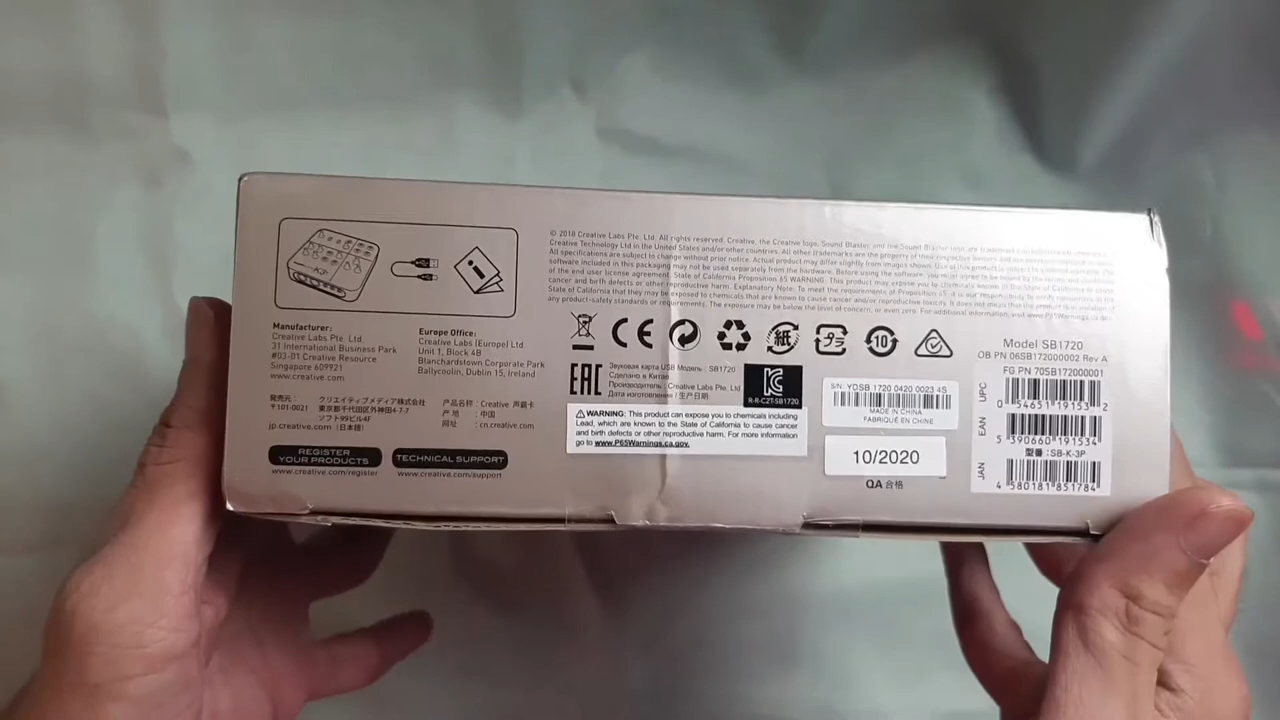 K3+
© 2018 Creative Labs Pte. Ltd. All rights reserved. Creative, the Creative logo, Sound Blaster and the Sound Blaster logo are trademarks or registered trademarks of
Creative Technology Ltd in the United States and/or other countries. All other trademarks are the property of their respective owners
All specifications are subject to change without prior notice. Actual product may differ slightly from images shown. Use of this product is subject to a limited warranty. The
software included in this packaging may not be used separately from the hardware. Before using the software, you must agree to be bound by the terms and conditions
of the end user license agreement. State of California Proposition 65 WARNING: This product may expose you to chemicals known in the State of California to cause
cancer and birth defects or other reproductive harm. Explanatory Note: To meet the requirements of Proposition 65, it is our responsibility to notify consumers of the
State of California that they may be exposed to chemicals that are known to cause cancer and/or reproductive toxicity. It does not mean that the product is in violation of
any product-safety standards or requirements. The exposure may be below the level of concern, or even zero. For additional information, visit www.P65Warnings.ca.gov.
Manufacturer:
Creative Labs Pte. Ltd.
31 International Business Park
#03-01 Creative Resource
Singapore 609921
www.creative.com
Europe Office:
Creative Labs (Europe) Ltd.
Unit 1, Block 4B
Blanchardstown Corporate Park
Ballycoolin, Dublin 15, Ireland
発売元: クリエイティブメディア株式会社
〒101-0021 東京都千代田区外神田4-7-7
ソフト99ビル4F
jp.creative.com (日本語)
产品名称: Creative 声霸卡
产 地 : 中国
网址 : cn.creative.com
REGISTER
YOUR PRODUCTS
www.creative.com/register
TECHNICAL SUPPORT
www.creative.com/support
CE
紙
プラ
10
EAC
Звуковая карта USB Модель : SB1720
Сделано в Китае
Производитель : Creative Labs Pte. Ltd
Дата изготовления / 生产日期
R-R-C2T-SB1720
WARNING: This product can expose you to chemicals including
Lead, which are known to the State of California to cause cancer
and birth defects or other reproductive harm. For more information
go to www.P65Warnings.ca.gov.
S/N: YDSB 1720 0420 0023 4S
MADE IN CHINA
FABRIQUÉ EN CHINE
10/2020
QA 合格
Model SB1720
OB PN 06SB172000002 Rev A
FG PN 70SB172000001
UPC
0 54651 19153 2
EAN
5 390660 191534
型番 : SB-K-3P
JAN
4 580181 851784